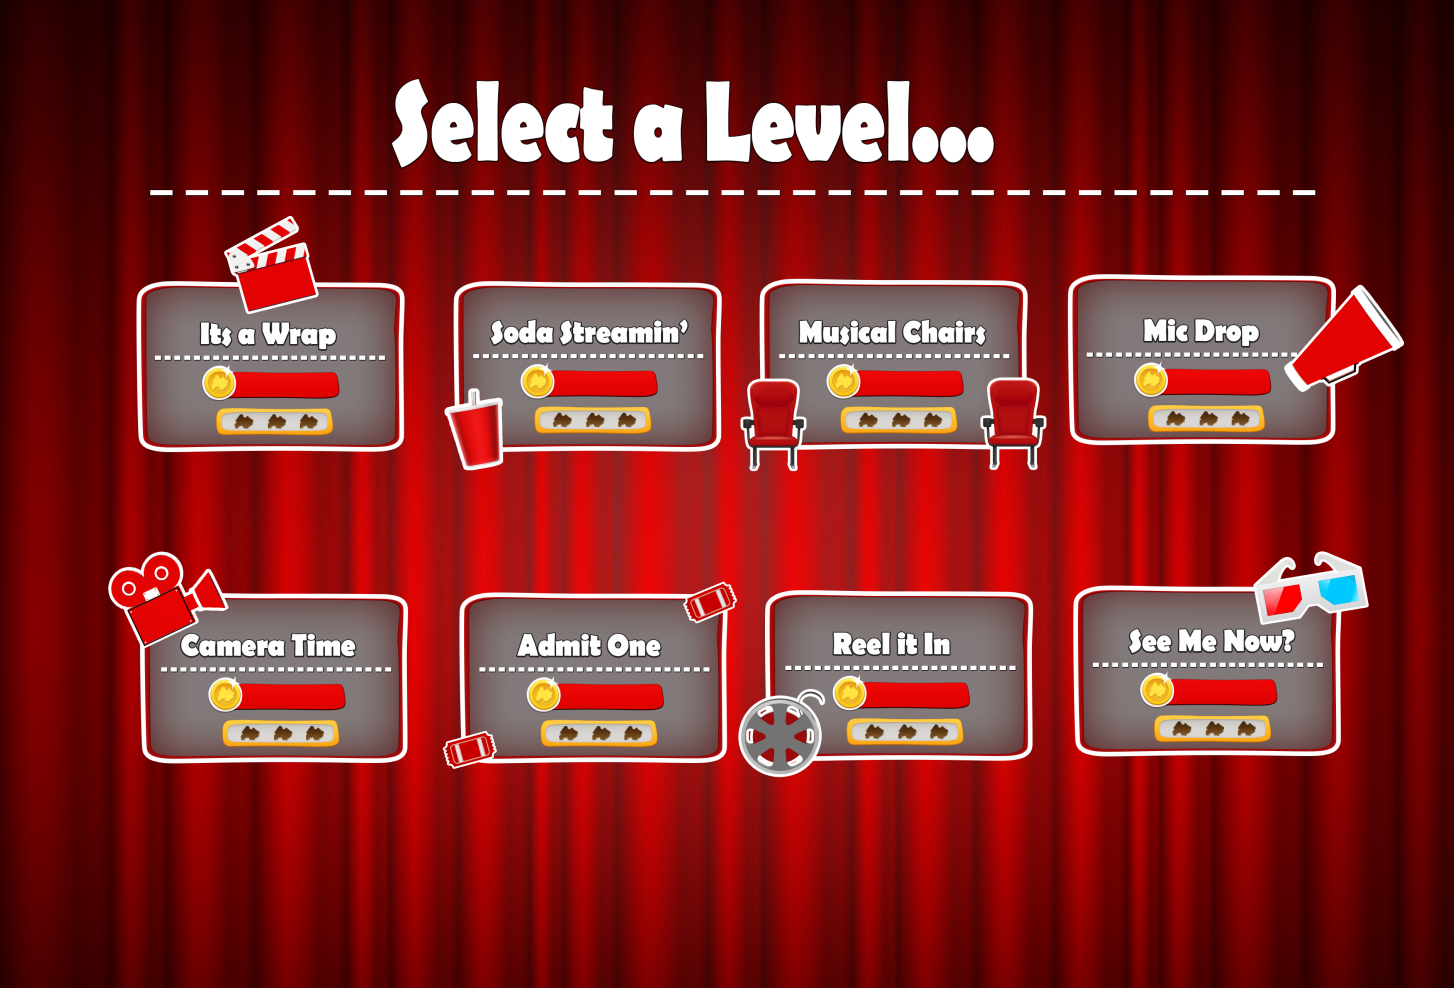 Select a Level...
Its a Wrap
Soda Streamin'
Musical Chairs
Mic Drop
Camera Time
Admit One
Reel it In
See Me Now?